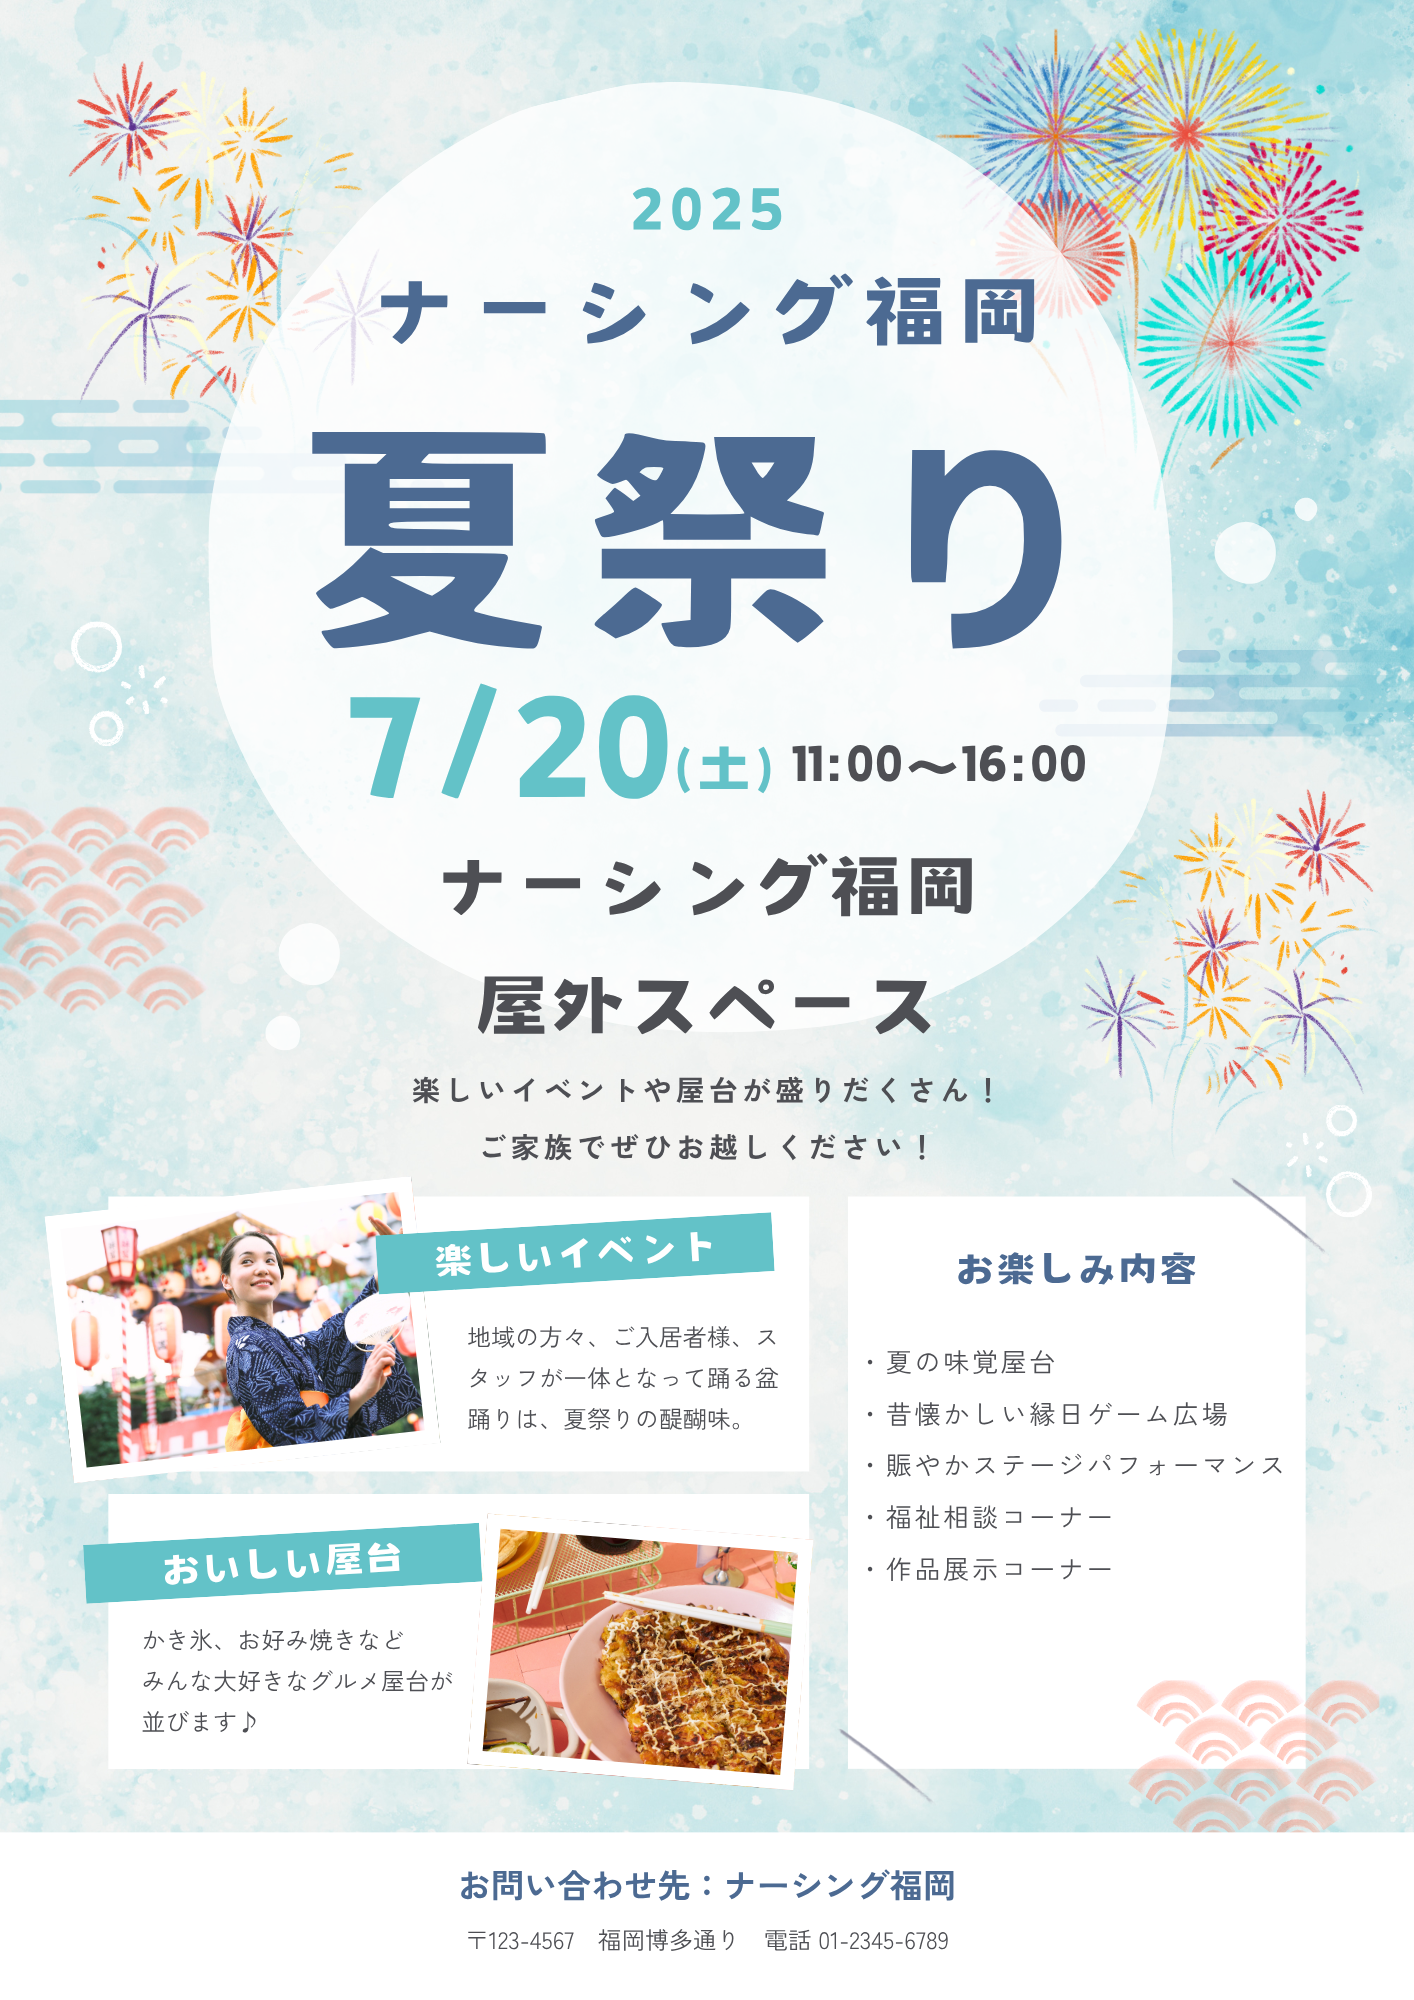 2025
ナーシング福岡
夏祭り
7/20(土) 11:00〜16:00
ナーシング福岡
屋外スペース
楽しいイベントや屋台が盛りだくさん！
ご家族でぜひお越しください！
楽しいイベント
地域の方々、ご入居者様、ス
タッフが一体となって踊る盆
踊りは、夏祭りの醍醐味。
おいしい屋台
かき氷、お好み焼きなど
みんな大好きなグルメ屋台が
並びます♪
お楽しみ内容
・夏の味覚屋台
・昔懐かしい縁日ゲーム広場
・賑やかステージパフォーマンス
・福祉相談コーナー
・作品展示コーナー
お問い合わせ先：ナーシング福岡
〒123-4567　福岡博多通り　電話 01-2345-6789